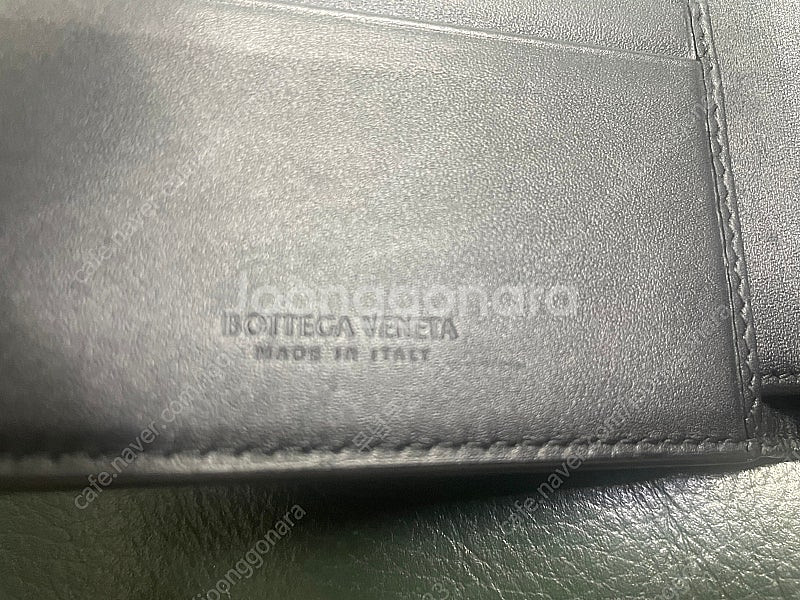 joonggonara
BOTTEGA VENETA
MADE IN ITALY
cafe.naver.com/joonggonara